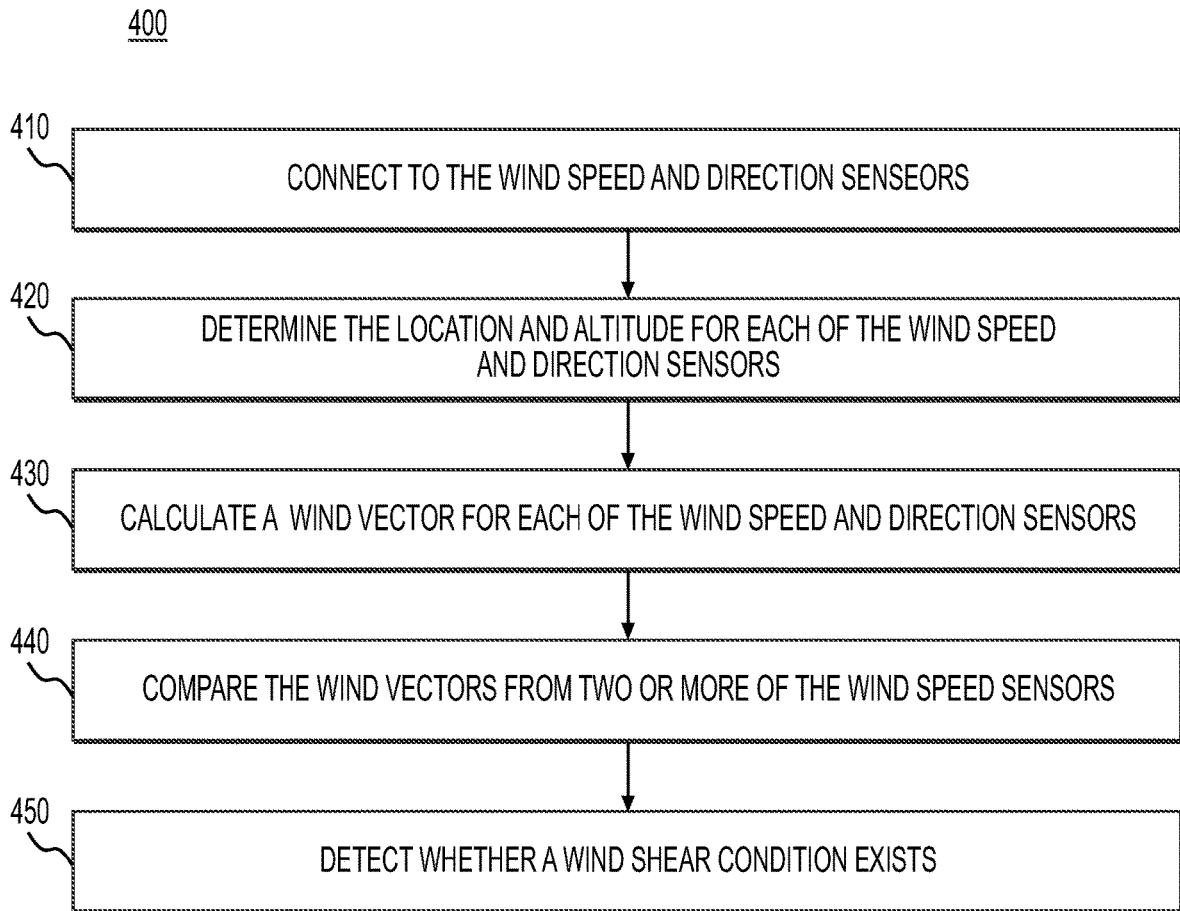 400
410
CONNECT TO THE WIND SPEED AND DIRECTION SENSEORS
420
DETERMINE THE LOCATION AND ALTITUDE FOR EACH OF THE WIND SPEED
AND DIRECTION SENSORS
430
CALCULATE A WIND VECTOR FOR EACH OF THE WIND SPEED AND DIRECTION SENSORS
440
COMPARE THE WIND VECTORS FROM TWO OR MORE OF THE WIND SPEED SENSORS
450
DETECT WHETHER A WIND SHEAR CONDITION EXISTS